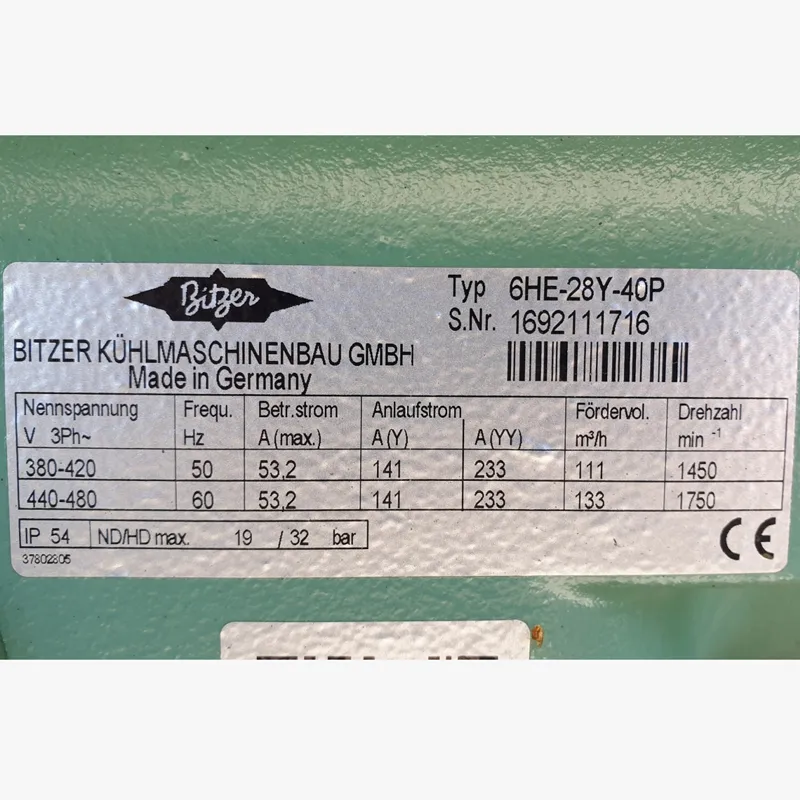 Bitzer
BITZER KÜHLMASCHINENBAU GMBH
Made in Germany
Typ 6HE-28Y-40P
S.Nr. 1692111716
Nennspannung Frequ. Betr.strom Anlaufstrom Fördervol. Drehzahl
V 3Ph~ Hz A (max.) A (Y) A (YY) m³/h min ⁻¹
380-420 50 53,2 141 233 111 1450
440-480 60 53,2 141 233 133 1750
IP 54 ND/HD max. 19 / 32 bar
CE
37802805